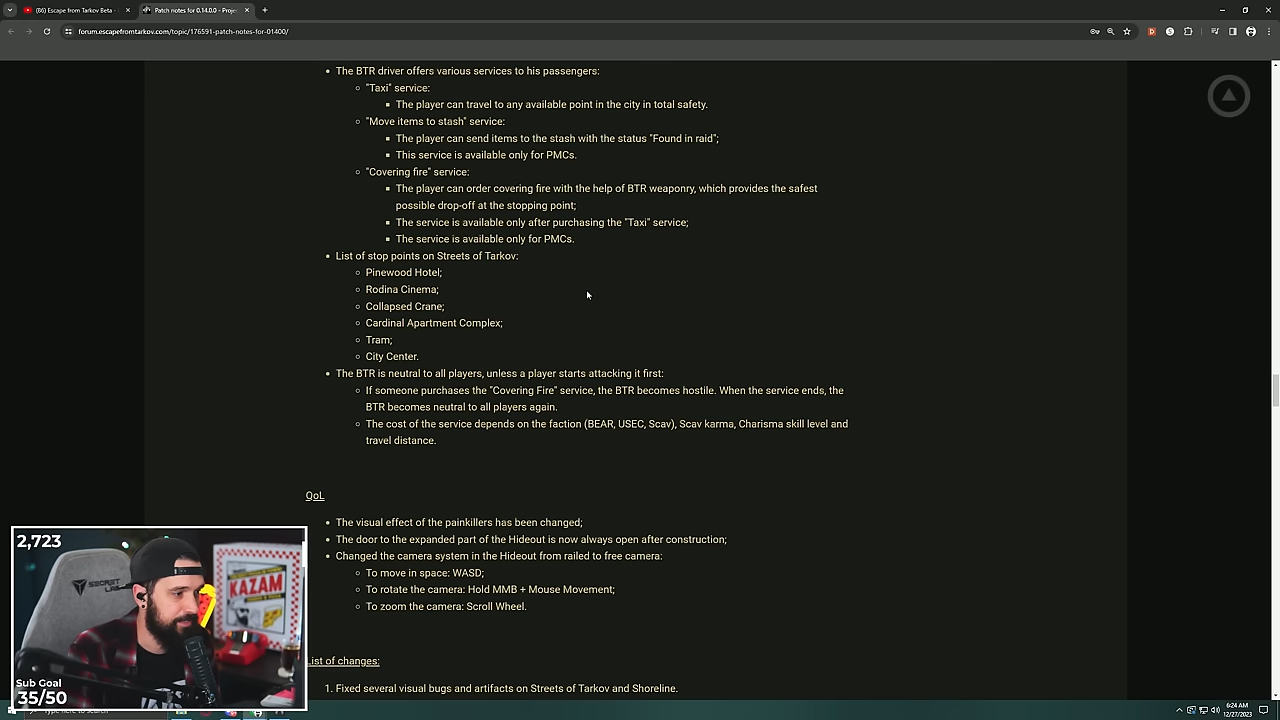 (86) Escape from Tarkov Beta -
Patch notes for 0.14.0.0 - Proje
forum.escapefromtarkov.com/topic/176591-patch-notes-for-01400/
The BTR driver offers various services to his passengers:
"Taxi" service:
The player can travel to any available point in the city in total safety.
"Move items to stash" service:
The player can send items to the stash with the status "Found in raid";
This service is available only for PMCs.
"Covering fire" service:
The player can order covering fire with the help of BTR weaponry, which provides the safest
possible drop-off at the stopping point;
The service is available only after purchasing the "Taxi" service;
The service is available only for PMCs.
List of stop points on Streets of Tarkov:
Pinewood Hotel;
Rodina Cinema;
Collapsed Crane;
Cardinal Apartment Complex;
Tram;
City Center.
The BTR is neutral to all players, unless a player starts attacking it first:
If someone purchases the "Covering Fire" service, the BTR becomes hostile. When the service ends, the
BTR becomes neutral to all players again.
The cost of the service depends on the faction (BEAR, USEC, Scav), Scav karma, Charisma skill level and
travel distance.
QoL
The visual effect of the painkillers has been changed;
The door to the expanded part of the Hideout is now always open after construction;
Changed the camera system in the Hideout from railed to free camera:
To move in space: WASD;
To rotate the camera: Hold MMB + Mouse Movement;
To zoom the camera: Scroll Wheel.
List of changes:
1. Fixed several visual bugs and artifacts on Streets of Tarkov and Shoreline.
2,723
SECRET
KAZAM
Sub Goal
35/50
Type here to search
6:24 AM
12/27/2023